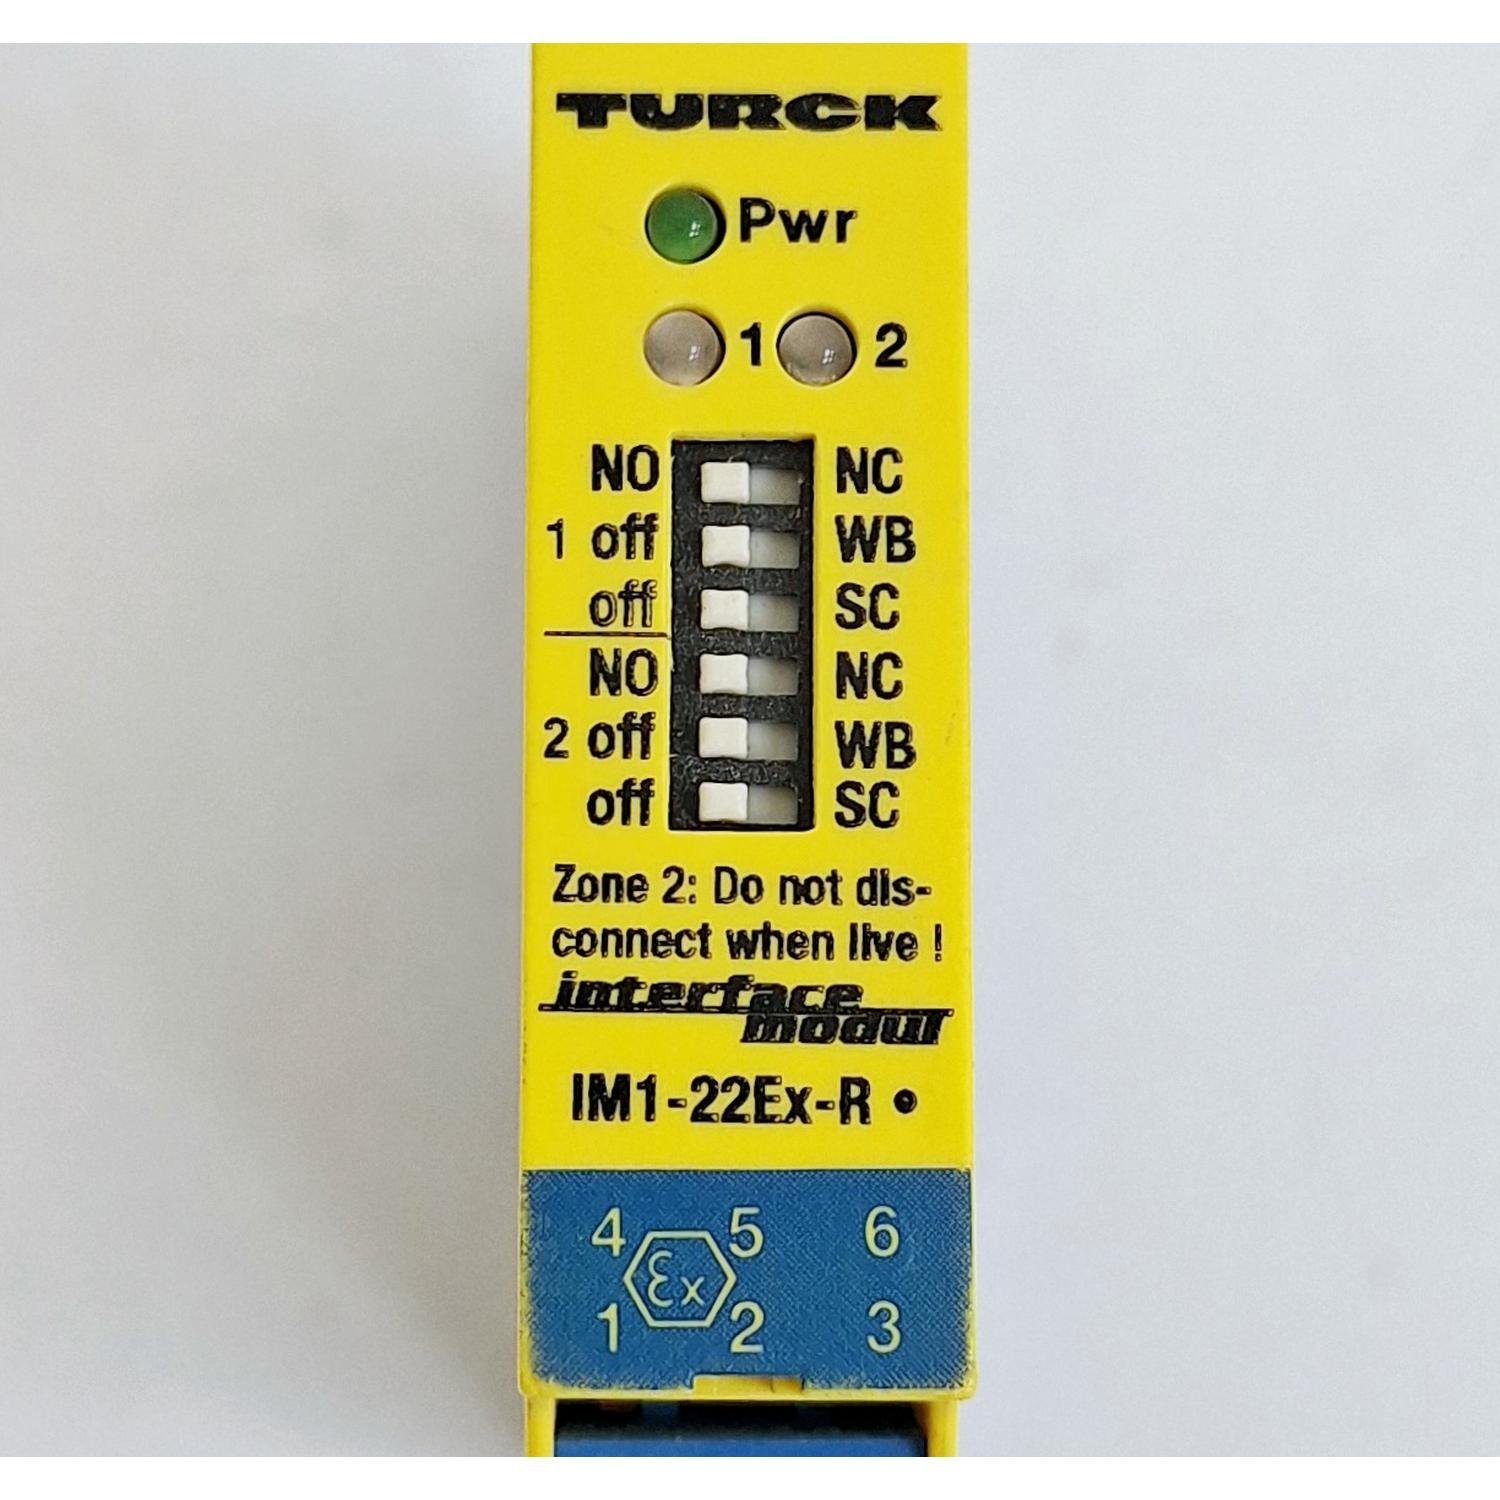 TURCK
Pwr
1 2
NO NC
1 off WB
off SC
NO NC
2 off WB
off SC
Zone 2: Do not dis-
connect when live !
interface
modul
IM1-22Ex-R •
4 5 6
Ex
1 2 3